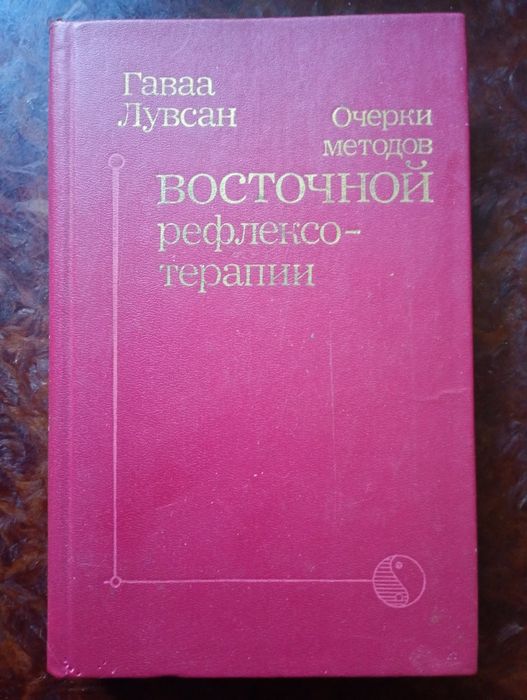 Гаваа
Лувсан
Очерки
методов
ВОСТОЧНОЙ
рефлексо-
терапии